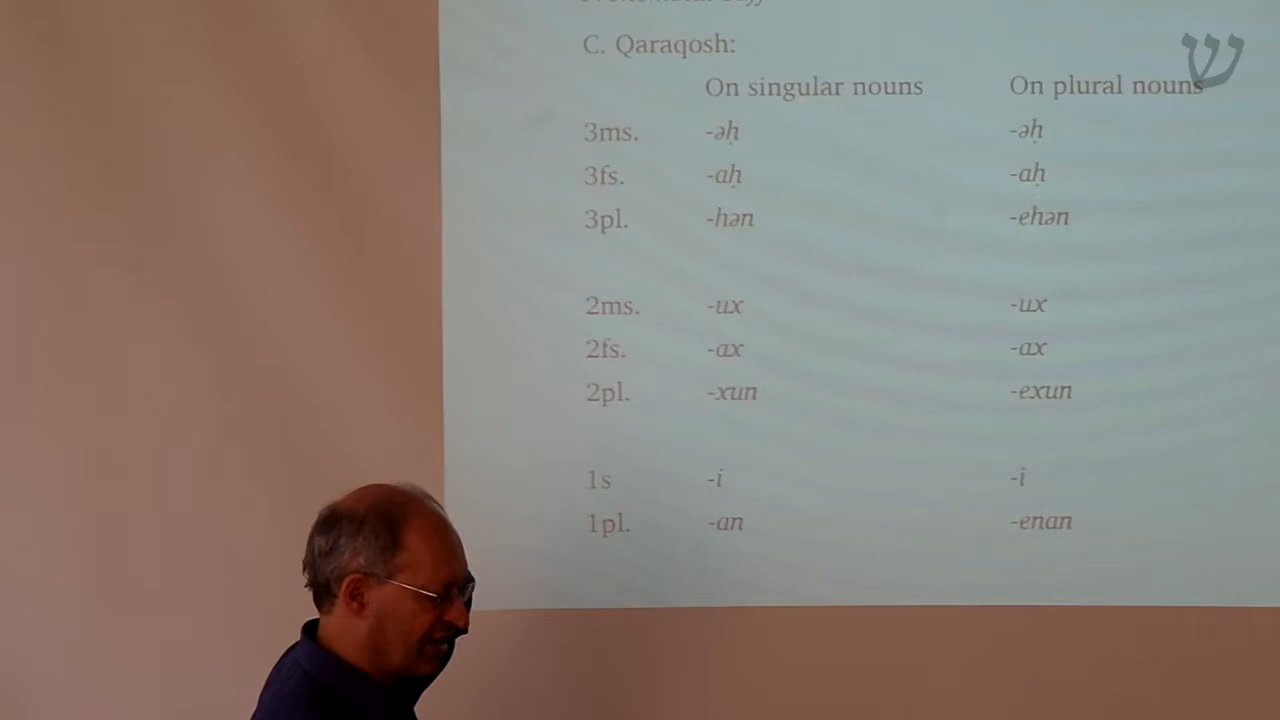 C. Qaraqosh:
On singular nouns On plural nouns
3ms. -əḥ -əḥ
3fs. -aḥ -aḥ
3pl. -hən -ehən
2ms. -ux -ux
2fs. -ax -ax
2pl. -xun -exun
1s -i -i
1pl. -an -enan
ש